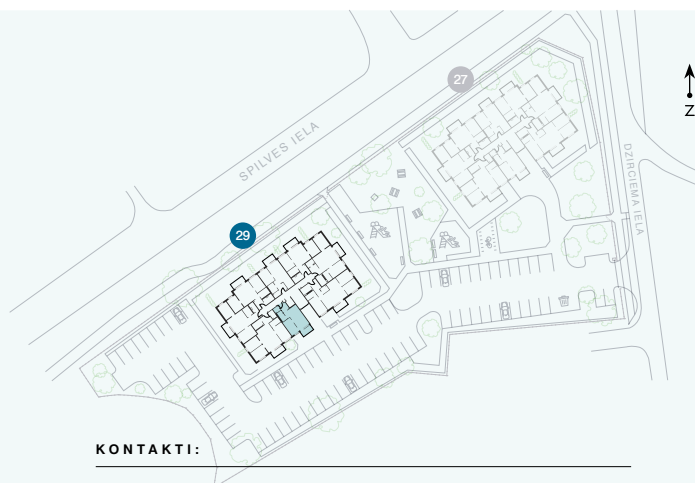 27
Z
SPILVES IELA
DZIRCIEMA IELA
29
KONTAKTI: